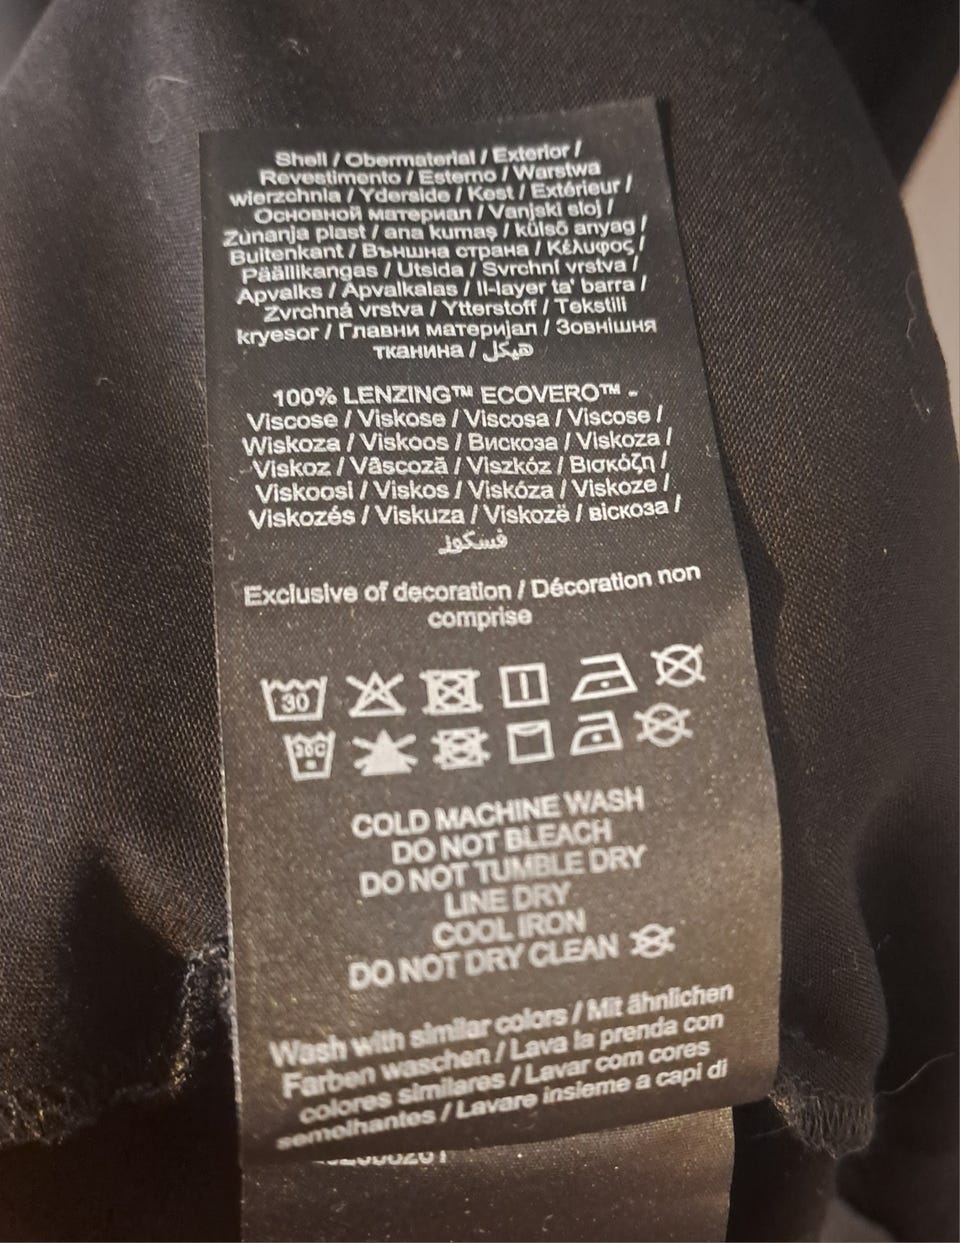 Shell / Obermaterial / Exterior /
Revestimento / Esterno / Warstwa
wierzchnia / Yderside / Kest / Extérieur /
Основной материал / Vanjski sloj /
Zunanja plast / ana kumaş / külső anyag /
Buitenkant / Външна страна / Κέλυφος /
Päällikangas / Utsida / Svrchní vrstva /
Apvalks / Apvalkalas / Il-layer ta' barra /
Zvrchná vrstva / Ytterstoff / Tekstili
kryesor / Главни материјал / Зовнішня
тканина / هيكل
100% LENZING™ ECOVERO™ -
Viscose / Viskose / Viscosa / Viscose /
Wiskoza / Viskoos / Вискоза / Viskoza /
Viskoz / Vâscoză / Viszkóz / Βισκόζη /
Viskoosi / Viskos / Viskóza / Viskoze /
Viskozés / Viskuza / Viskozë / віскоза /
فسكوز
Exclusive of decoration / Décoration non
comprise
30
30C
COLD MACHINE WASH
DO NOT BLEACH
DO NOT TUMBLE DRY
LINE DRY
COOL IRON
DO NOT DRY CLEAN
Wash with similar colors / Mit ähnlichen
Farben waschen / Lava la prenda con
colores similares / Lavar com cores
semelhantes / Lavare insieme a capi di